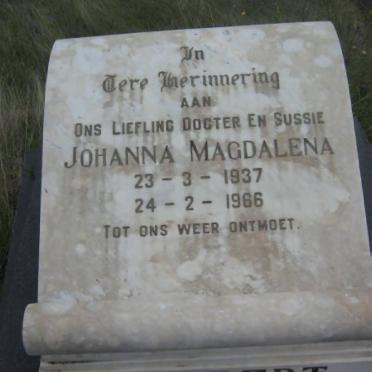 In
Tere Herinnering
AAN
ONS LIEFLING DOGTER EN SUSSIE
JOHANNA MAGDALENA
23 - 3 - 1937
24 - 2 - 1966
TOT ONS WEER ONTMOET.